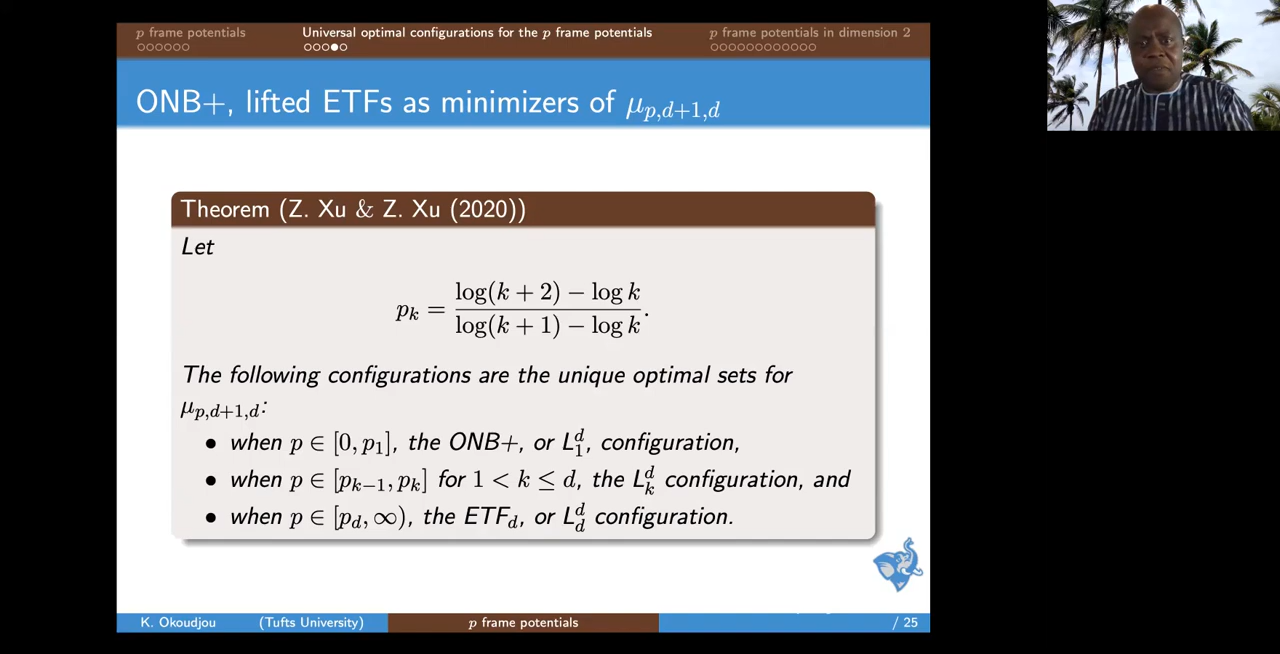 p frame potentials
Universal optimal configurations for the p frame potentials
p frame potentials in dimension 2
ONB+, lifted ETFs as minimizers of μ_{p,d+1,d}
Theorem (Z. Xu & Z. Xu (2020))
Let
p_k = \frac{log(k + 2) − log k}{log(k + 1) − log k}.
The following configurations are the unique optimal sets for
μ_{p,d+1,d}:
• when p ∈ [0, p_1], the ONB+, or L_1^d, configuration,
• when p ∈ [p_{k−1}, p_k] for 1 < k ≤ d, the L_k^d configuration, and
• when p ∈ [p_d, ∞), the ETF_d, or L_d^d configuration.
K. Okoudjou (Tufts University)
p frame potentials
/ 25